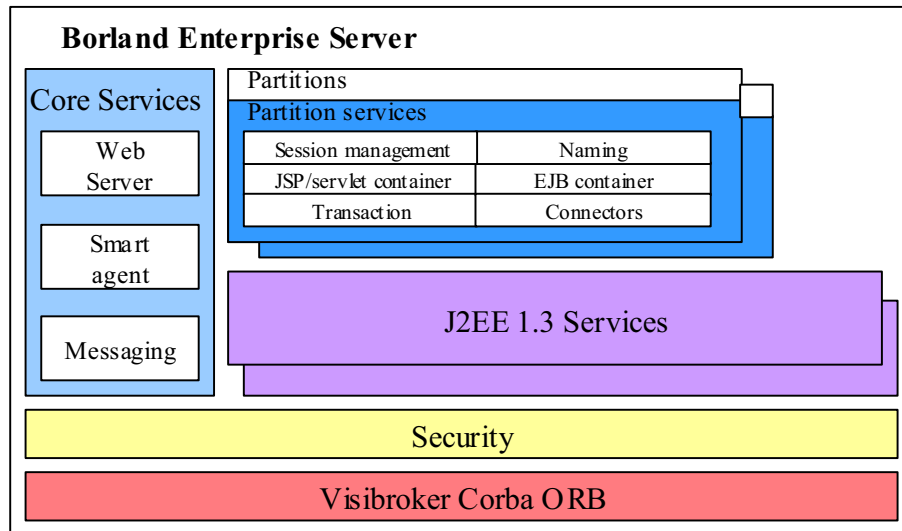 Borland Enterprise Server
Core Services
Web
Server
Smart
agent
Messaging
Partitions
Partition services
Session management
Naming
JSP/servlet container
EJB container
Transaction
Connectors
J2EE 1.3 Services
Security
Visibroker Corba ORB